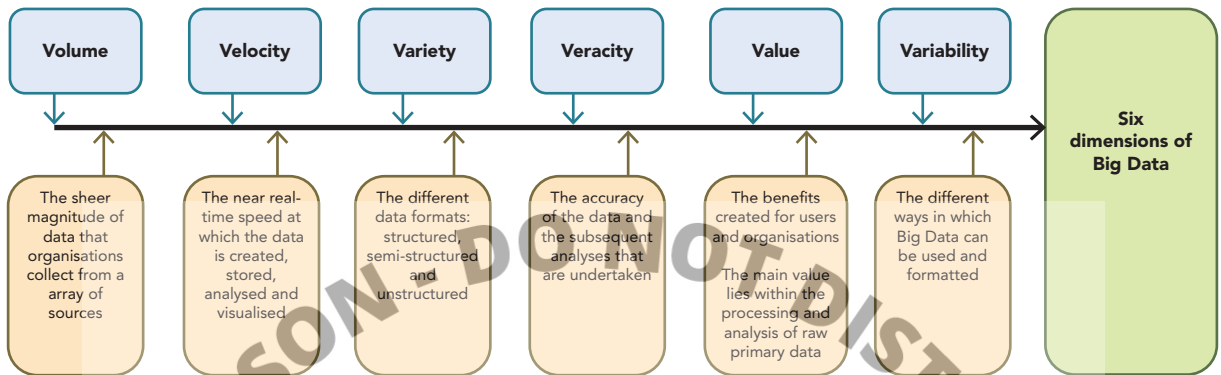 Volume
Velocity
Variety
Veracity
Value
Variability
Six
dimensions of
Big Data
The sheer
magnitude of
data that
organisations
collect from a
array of
sources
The near real-
time speed at
which the data
is created,
stored,
analysed and
visualised
The different
data formats:
structured,
semi-structured
and
unstructured
The accuracy
of the data and
the subsequent
analyses that
are undertaken
The benefits
created for users
and organisations
The main value
lies within the
processing and
analysis of raw
primary data
The different
ways in which
Big Data can
be used and
formatted
SON - DO NOT DIST